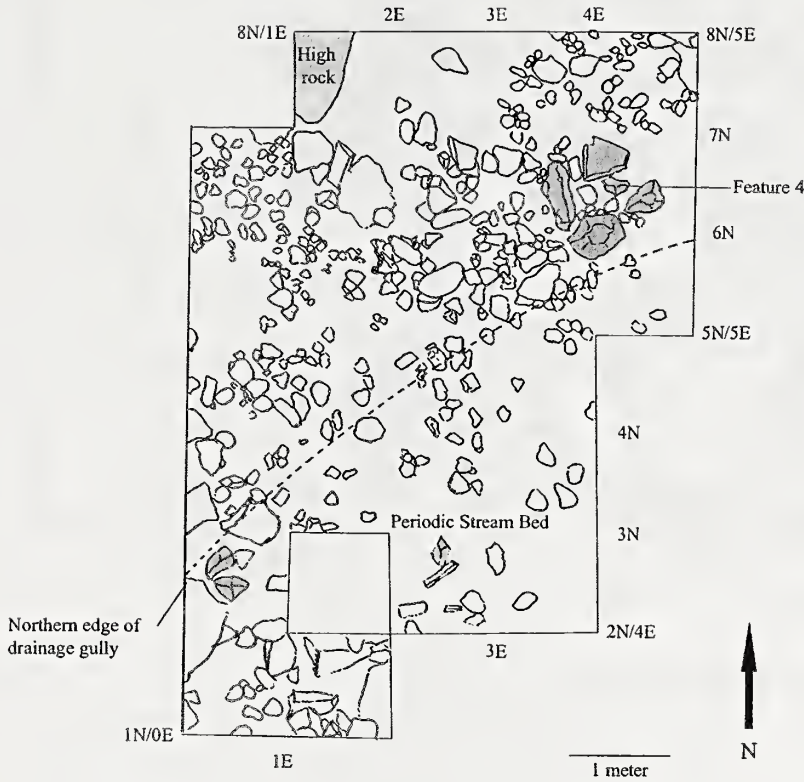 2E 3E 4E
8N/1E 8N/5E
High
rock
7N
Feature 4
6N
5N/5E
4N
Periodic Stream Bed 3N
Northern edge of
drainage gully
2N/4E
3E
1N/0E
1E
N
1 meter